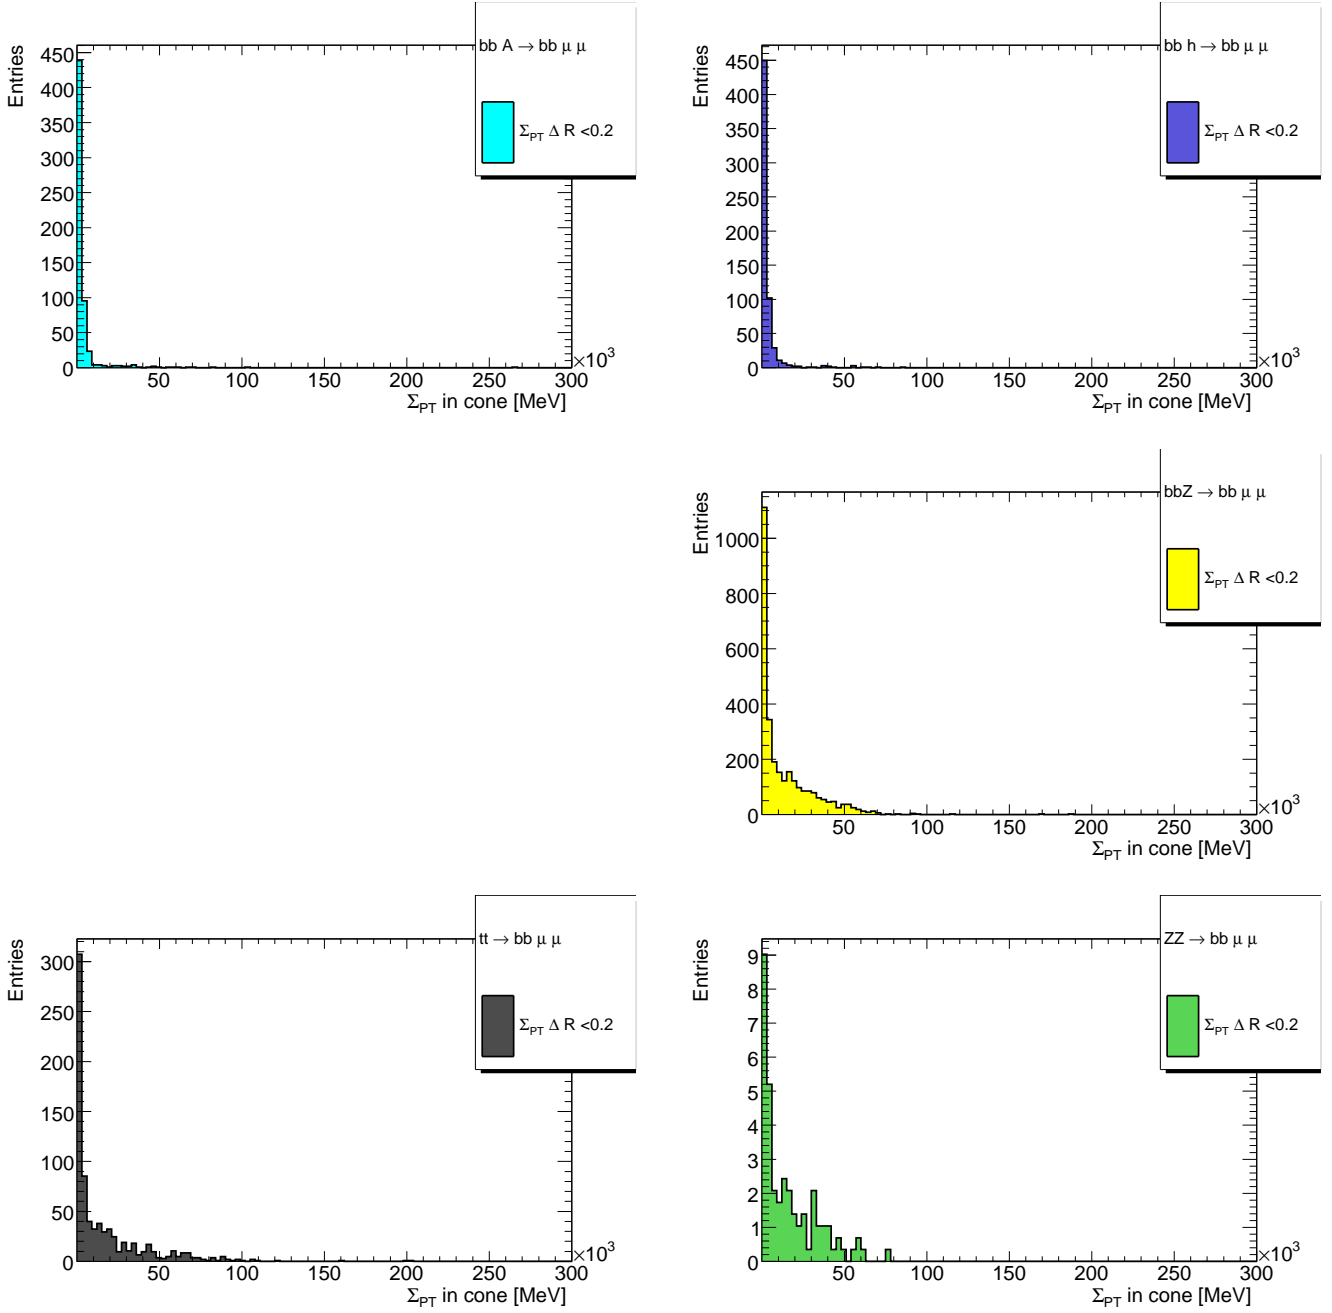 bb A → bb μ μ
Σ_PT Δ R <0.2
Entries
450
400
350
300
250
200
150
100
50
0
50 100 150 200 250 300
×10³
Σ_PT in cone [MeV]
bb h → bb μ μ
Σ_PT Δ R <0.2
Entries
450
400
350
300
250
200
150
100
50
0
50 100 150 200 250 300
×10³
Σ_PT in cone [MeV]
bbZ → bb μ μ
Σ_PT Δ R <0.2
Entries
1000
800
600
400
200
0
50 100 150 200 250 300
×10³
Σ_PT in cone [MeV]
tt → bb μ μ
Σ_PT Δ R <0.2
Entries
300
250
200
150
100
50
0
50 100 150 200 250 300
×10³
Σ_PT in cone [MeV]
ZZ → bb μ μ
Σ_PT Δ R <0.2
Entries
9
8
7
6
5
4
3
2
1
0
50 100 150 200 250 300
×10³
Σ_PT in cone [MeV]